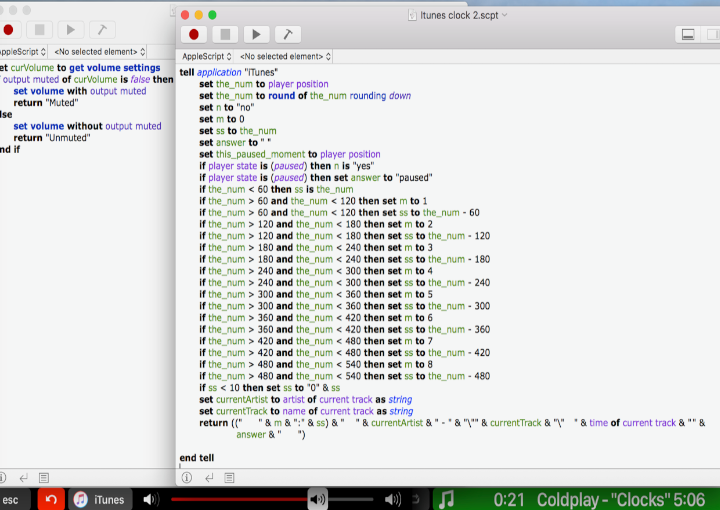 Itunes clock 2.scpt
AppleScript <No selected element>
AppleScript <No selected element>
et curVolume to get volume settings
output muted of curVolume is false then
set volume with output muted
return "Muted"
lse
set volume without output muted
return "Unmuted"
nd if
tell application "iTunes"
set the_num to player position
set the_num to round of the_num rounding down
set n to "no"
set m to 0
set ss to the_num
set answer to " "
set this_paused_moment to player position
if player state is (paused) then n is "yes"
if player state is (paused) then set answer to "paused"
if the_num < 60 then ss is the_num
if the_num > 60 and the_num < 120 then set m to 1
if the_num > 60 and the_num < 120 then set ss to the_num - 60
if the_num > 120 and the_num < 180 then set m to 2
if the_num > 120 and the_num < 180 then set ss to the_num - 120
if the_num > 180 and the_num < 240 then set m to 3
if the_num > 180 and the_num < 240 then set ss to the_num - 180
if the_num > 240 and the_num < 300 then set m to 4
if the_num > 240 and the_num < 300 then set ss to the_num - 240
if the_num > 300 and the_num < 360 then set m to 5
if the_num > 300 and the_num < 360 then set ss to the_num - 300
if the_num > 360 and the_num < 420 then set m to 6
if the_num > 360 and the_num < 420 then set ss to the_num - 360
if the_num > 420 and the_num < 480 then set m to 7
if the_num > 420 and the_num < 480 then set ss to the_num - 420
if the_num > 480 and the_num < 540 then set m to 8
if the_num > 480 and the_num < 540 then set ss to the_num - 480
if ss < 10 then set ss to "0" & ss
set currentArtist to artist of current track as string
set currentTrack to name of current track as string
return (("     " & m & ":" & ss) & "    " & currentArtist & " - " & "\"" & currentTrack & "\"   " & time of current track & "" &
answer & "      ")
end tell
esc iTunes 0:21 Coldplay - "Clocks" 5:06